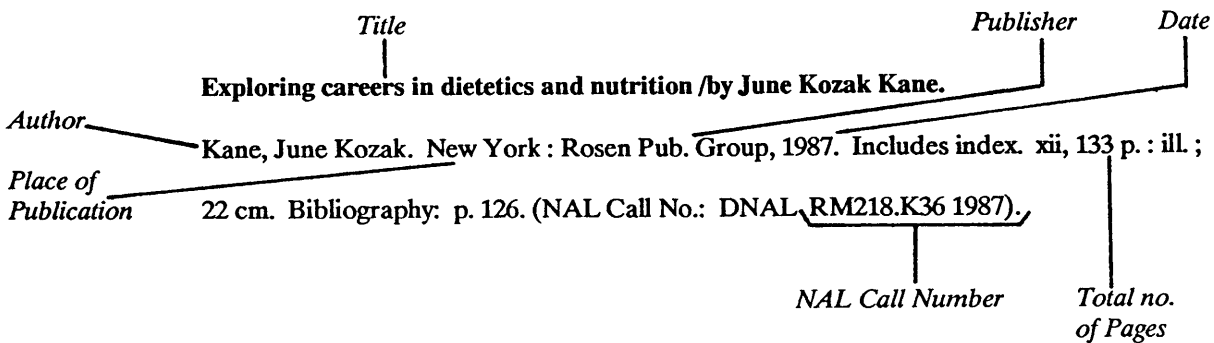 Title
Publisher
Date
Exploring careers in dietetics and nutrition /by June Kozak Kane.
Author
Kane, June Kozak. New York : Rosen Pub. Group, 1987. Includes index. xii, 133 p. : ill. ;
Place of
Publication
22 cm. Bibliography: p. 126. (NAL Call No.: DNAL RM218.K36 1987).
NAL Call Number
Total no.
of Pages